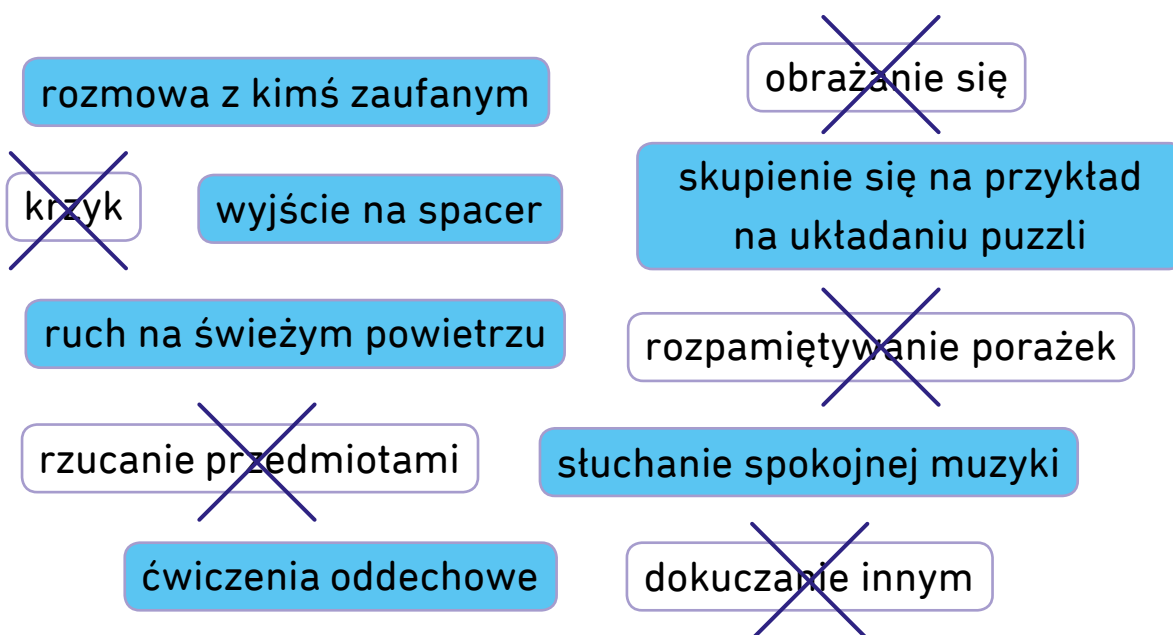 rozmowa z kimś zaufanym
obrażanie się
krzyk
wyjście na spacer
skupienie się na przykład
na układaniu puzzli
ruch na świeżym powietrzu
rozpamiętywanie porażek
rzucanie przedmiotami
słuchanie spokojnej muzyki
ćwiczenia oddechowe
dokuczanie innym